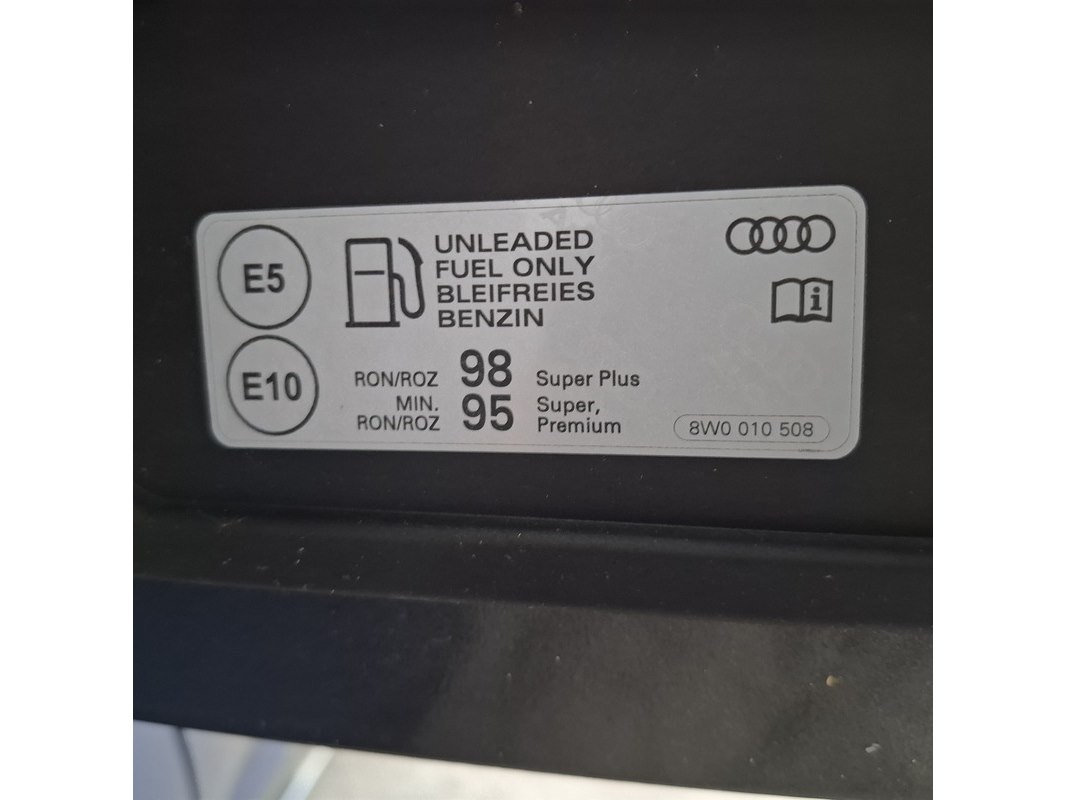 E5
UNLEADED
FUEL ONLY
BLEIFREIES
BENZIN
i
E10
RON/ROZ 98 Super Plus
MIN.
RON/ROZ 95 Super,
Premium
8W0 010 508